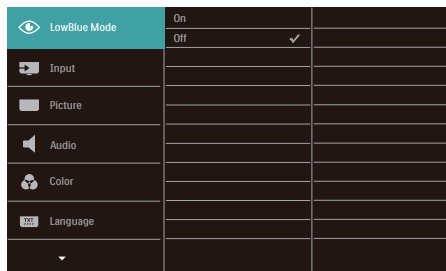 LowBlue Mode
On
Off
Input
Picture
Audio
Color
TXT
Language